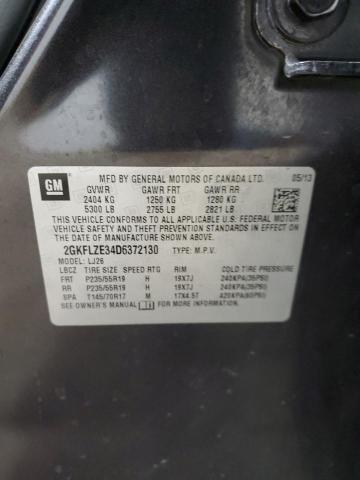 GM
MFD BY GENERAL MOTORS OF CANADA LTD. 05/13
GVWR GAWR FRT GAWR RR
2404 KG 1250 KG 1280 KG
5300 LB 2755 LB 2821 LB
THIS VEHICLE CONFORMS TO ALL APPLICABLE U.S. FEDERAL MOTOR
VEHICLE SAFETY, BUMPER, AND THEFT PREVENTION STANDARDS
IN EFFECT ON THE DATE OF MANUFACTURE SHOWN ABOVE.
2GKFLZE34D6372130 TYPE: M.P.V.
MODEL: LJ26
LBCZ TIRE SIZE SPEED RTG RIM COLD TIRE PRESSURE
FRT P235/55R19 H 19X7J 240KPA(35PSI)
RR P235/55R19 H 19X7J 240KPA(35PSI)
SPA T145/70R17 M 17X4.5T 420KPA(60PSI)
SEE OWNER'S MANUAL FOR ADDITIONAL INFORMATION.